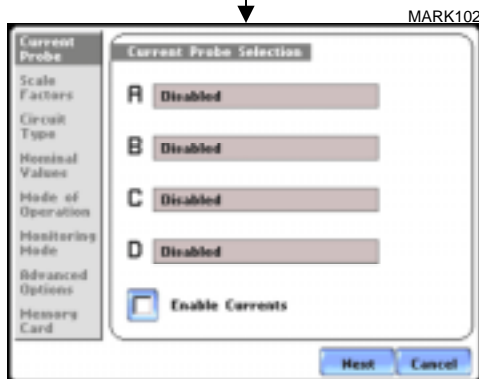 MARK102
Current
Probe
Scale
Factors
Circuit
Type
Nominal
Values
Mode of
Operation
Monitoring
Mode
Advanced
Options
Memory
Card
Current Probe Selection
A Disabled
B Disabled
C Disabled
D Disabled
Enable Currents
Next Cancel